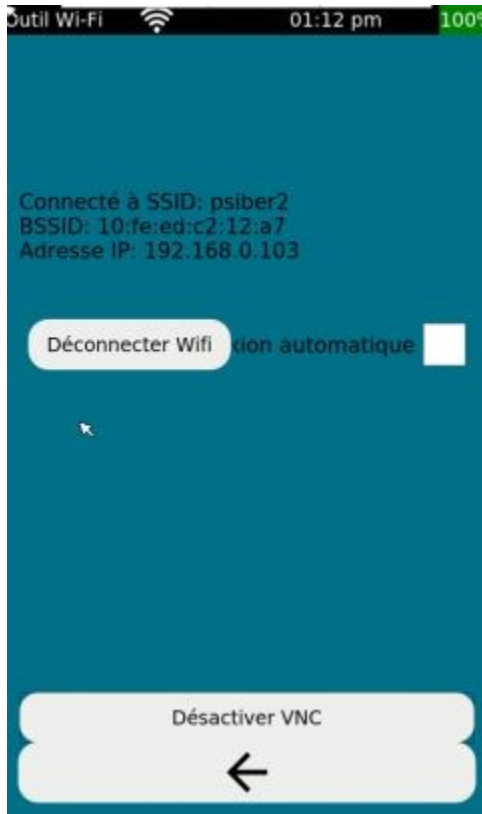 Outil Wi-Fi 01:12 pm 100%
Connecté à SSID: psiber2
BSSID: 10:fe:ed:c2:12:a7
Adresse IP: 192.168.0.103
Déconnecter Wifi xion automatique
Désactiver VNC